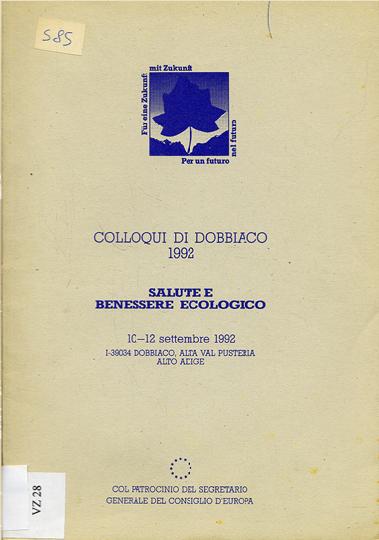 S85
mit Zukunft
Für eine Zukunft
nel futuro
Per un futuro
COLLOQUI DI DOBBIACO
1992
SALUTE E
BENESSERE ECOLOGICO
10–12 settembre 1992
I-39034 DOBBIACO, ALTA VAL PUSTERIA
ALTO ADIGE
VZ 28
COL PATROCINIO DEL SEGRETARIO
GENERALE DEL CONSIGLIO D'EUROPA